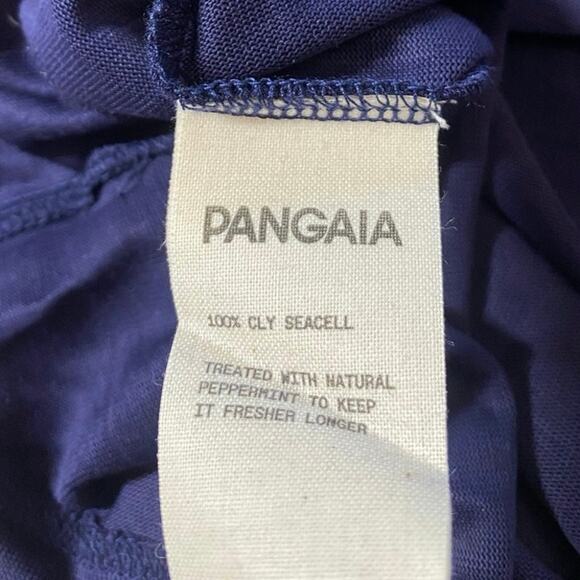 PANGAIA
100% CLY SEACELL
TREATED WITH NATURAL
PEPPERMINT TO KEEP
IT FRESHER LONGER